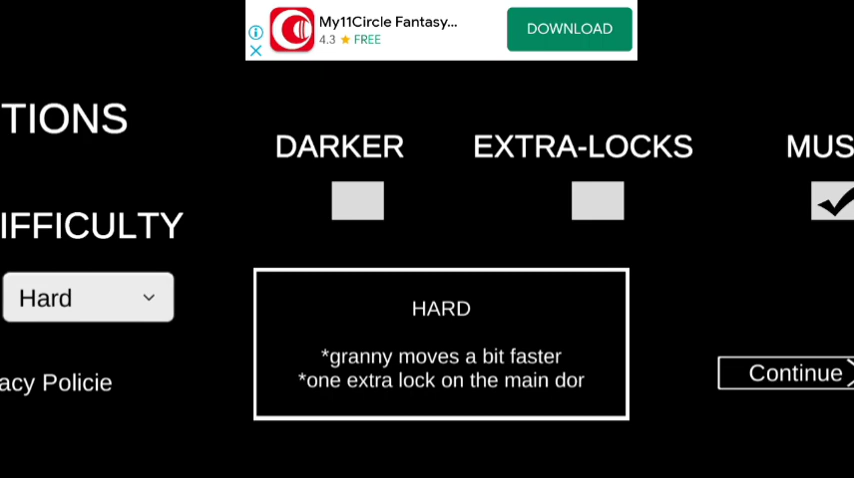 My11Circle Fantasy...
4.3 ★ FREE
DOWNLOAD
TIONS
DARKER
EXTRA-LOCKS
MUS
IFFICULTY
Hard
HARD
*granny moves a bit faster
*one extra lock on the main dor
acy Policie
Continue